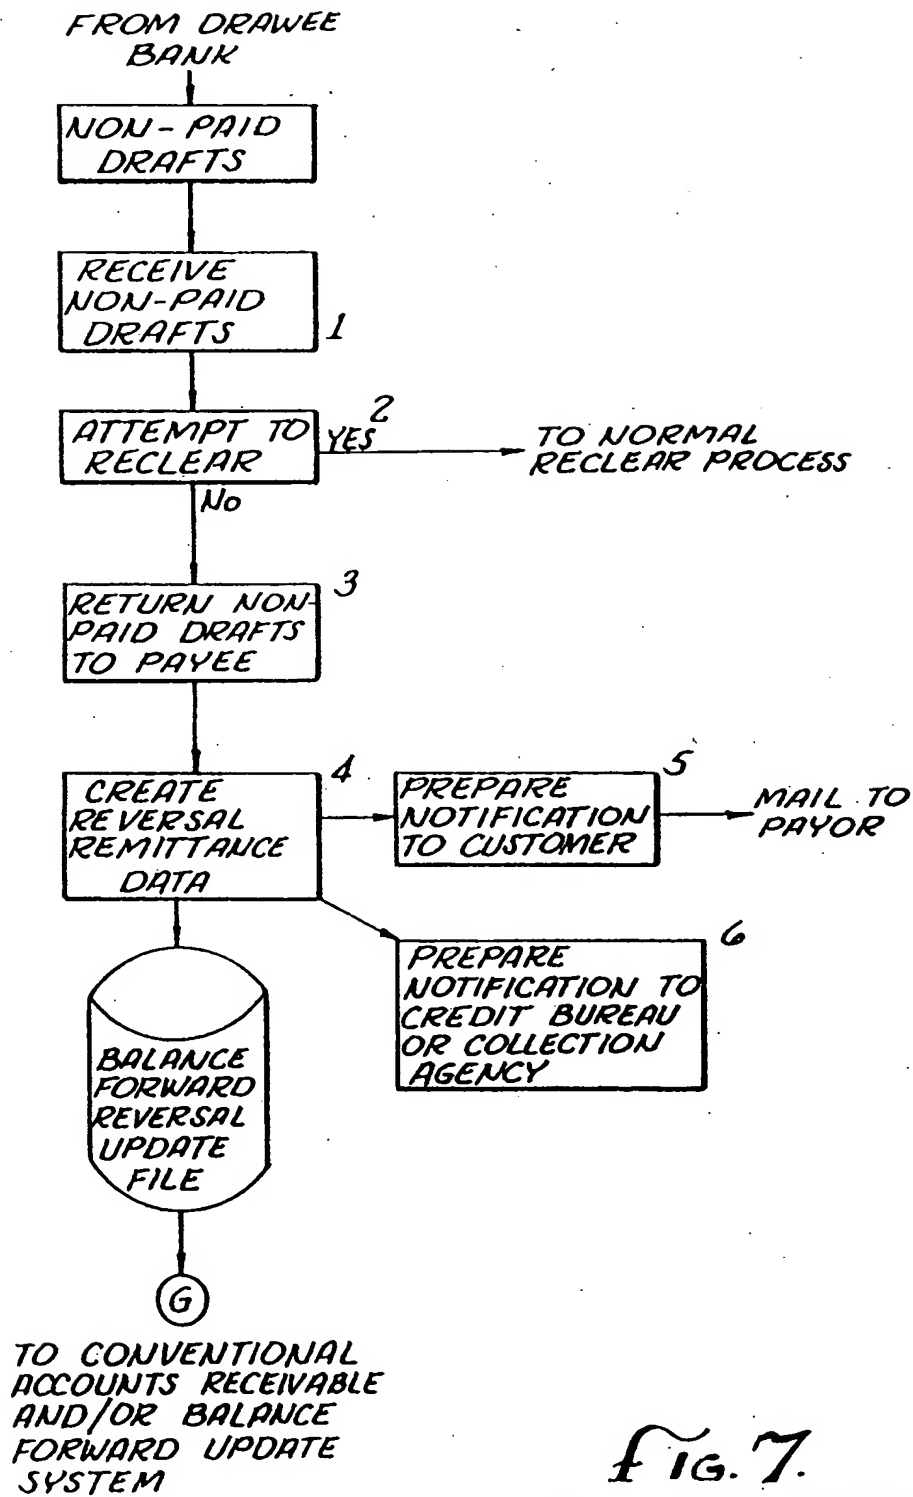 FROM DRAWEE
BANK
NON-PAID
DRAFTS
RECEIVE
NON-PAID
DRAFTS
1
ATTEMPT TO
RECLEAR
2
YES
TO NORMAL
RECLEAR PROCESS
No
RETURN NON-
PAID DRAFTS
TO PAYEE
3
CREATE
REVERSAL
REMITTANCE
DATA
4
PREPARE
NOTIFICATION
TO CUSTOMER
5
MAIL TO
PAYOR
PREPARE
NOTIFICATION TO
CREDIT BUREAU
OR COLLECTION
AGENCY
6
BALANCE
FORWARD
REVERSAL
UPDATE
FILE
G
TO CONVENTIONAL
ACCOUNTS RECEIVABLE
AND/OR BALANCE
FORWARD UPDATE
SYSTEM
FIG. 7.